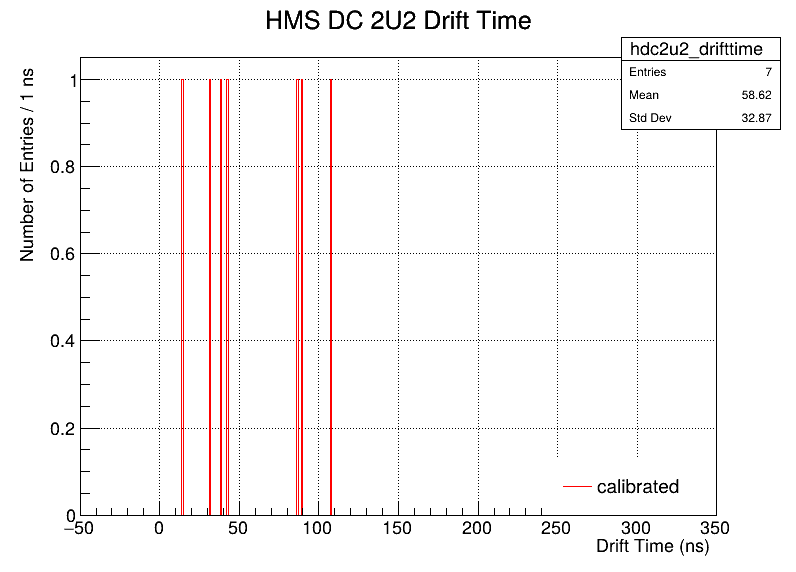 HMS DC 2U2 Drift Time
hdc2u2_drifttime
Entries 7
Mean 58.62
Std Dev 32.87
Number of Entries / 1 ns
1
0.8
0.6
0.4
0.2
0
−50 0 50 100 150 200 250 300 350
Drift Time (ns)
calibrated